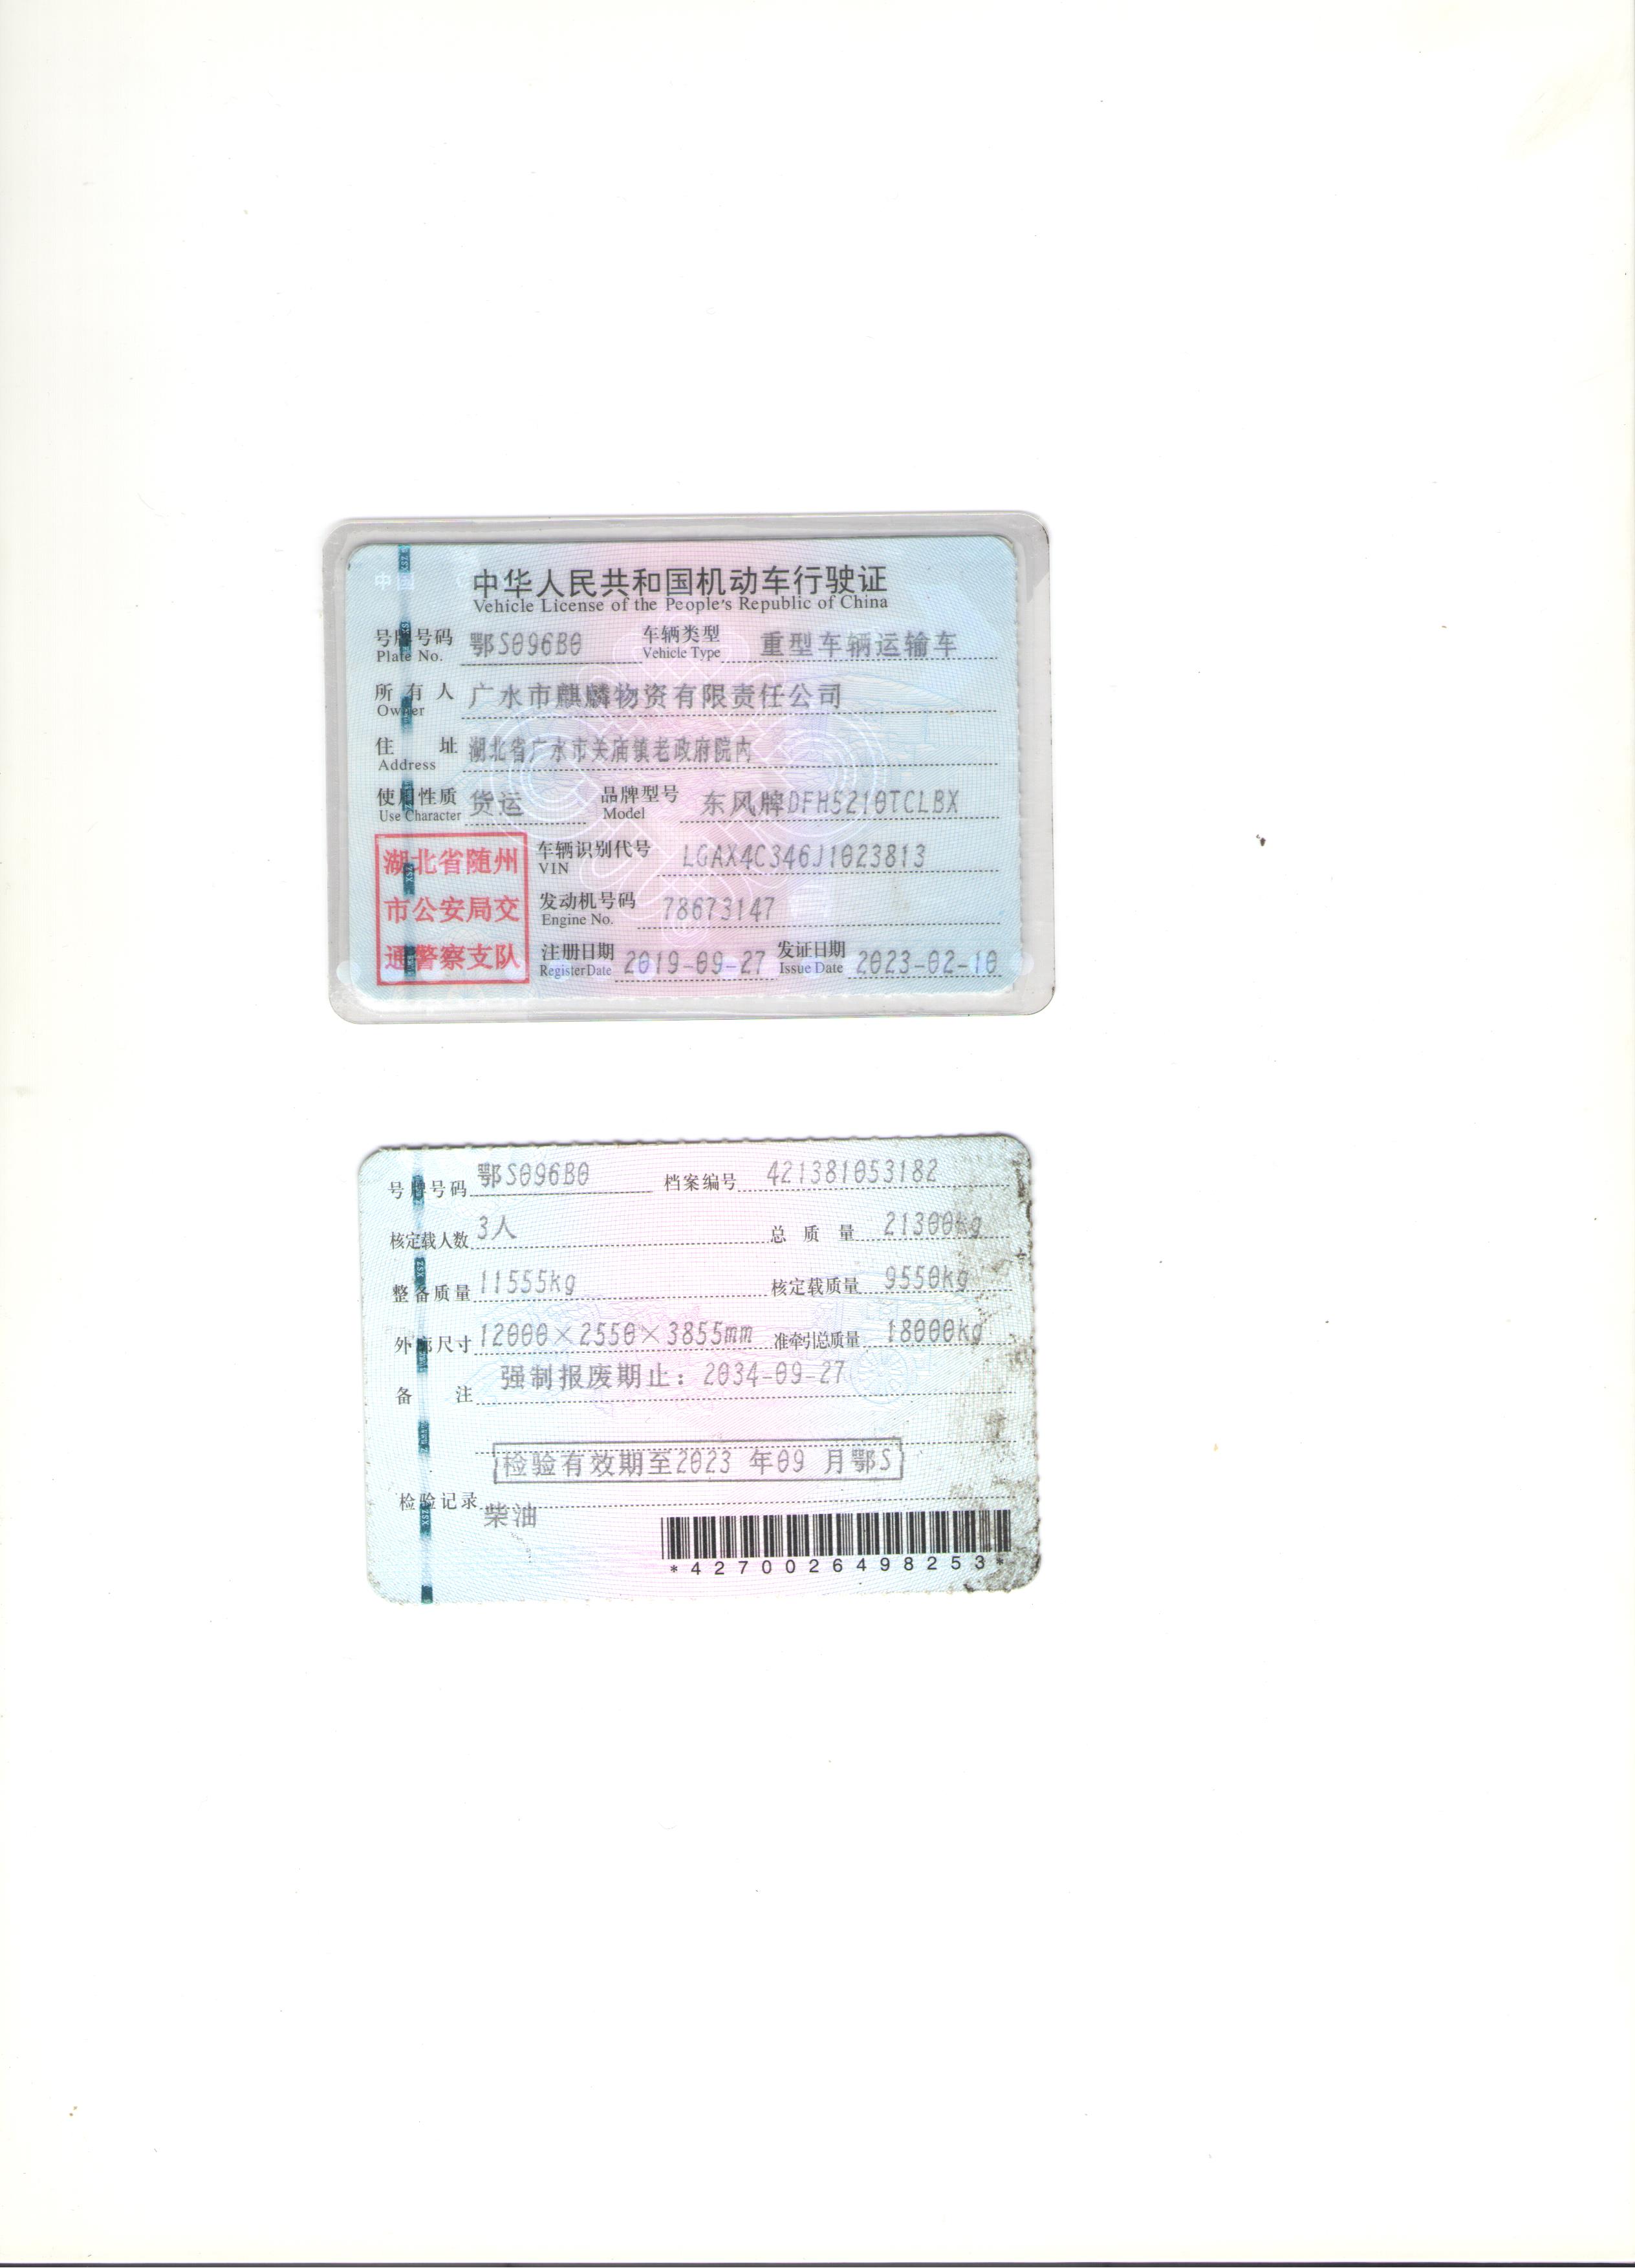 中华人民共和国机动车行驶证
Vehicle License of the People's Republic of China
号牌号码 鄂S096B0 车辆类型 重型车辆运输车
Plate No. Vehicle Type
所有人 广水市麒麟物资有限责任公司
Owner
住址 湖北省广水市关庙镇老政府院内
Address
使用性质 货运 品牌型号 东风牌DFH5210TCLBX
Use Character Model
湖北省随州
市公安局交
通警察支队
车辆识别代号 LGAX4C346J1023813
VIN
发动机号码 78673147
Engine No.
注册日期 2019-09-27 发证日期 2023-02-10
Register Date Issue Date
号牌号码 鄂S096B0 档案编号 421381053182
核定载人数 3人 总质量 21300kg
整备质量 11555kg 核定载质量 9550kg
外廓尺寸 12000×2550×3855mm 准牵引总质量 18000kg
备注 强制报废期止：2034-09-27
检验有效期至2023 年09 月鄂S
检验记录
柴油
*4270026498253*